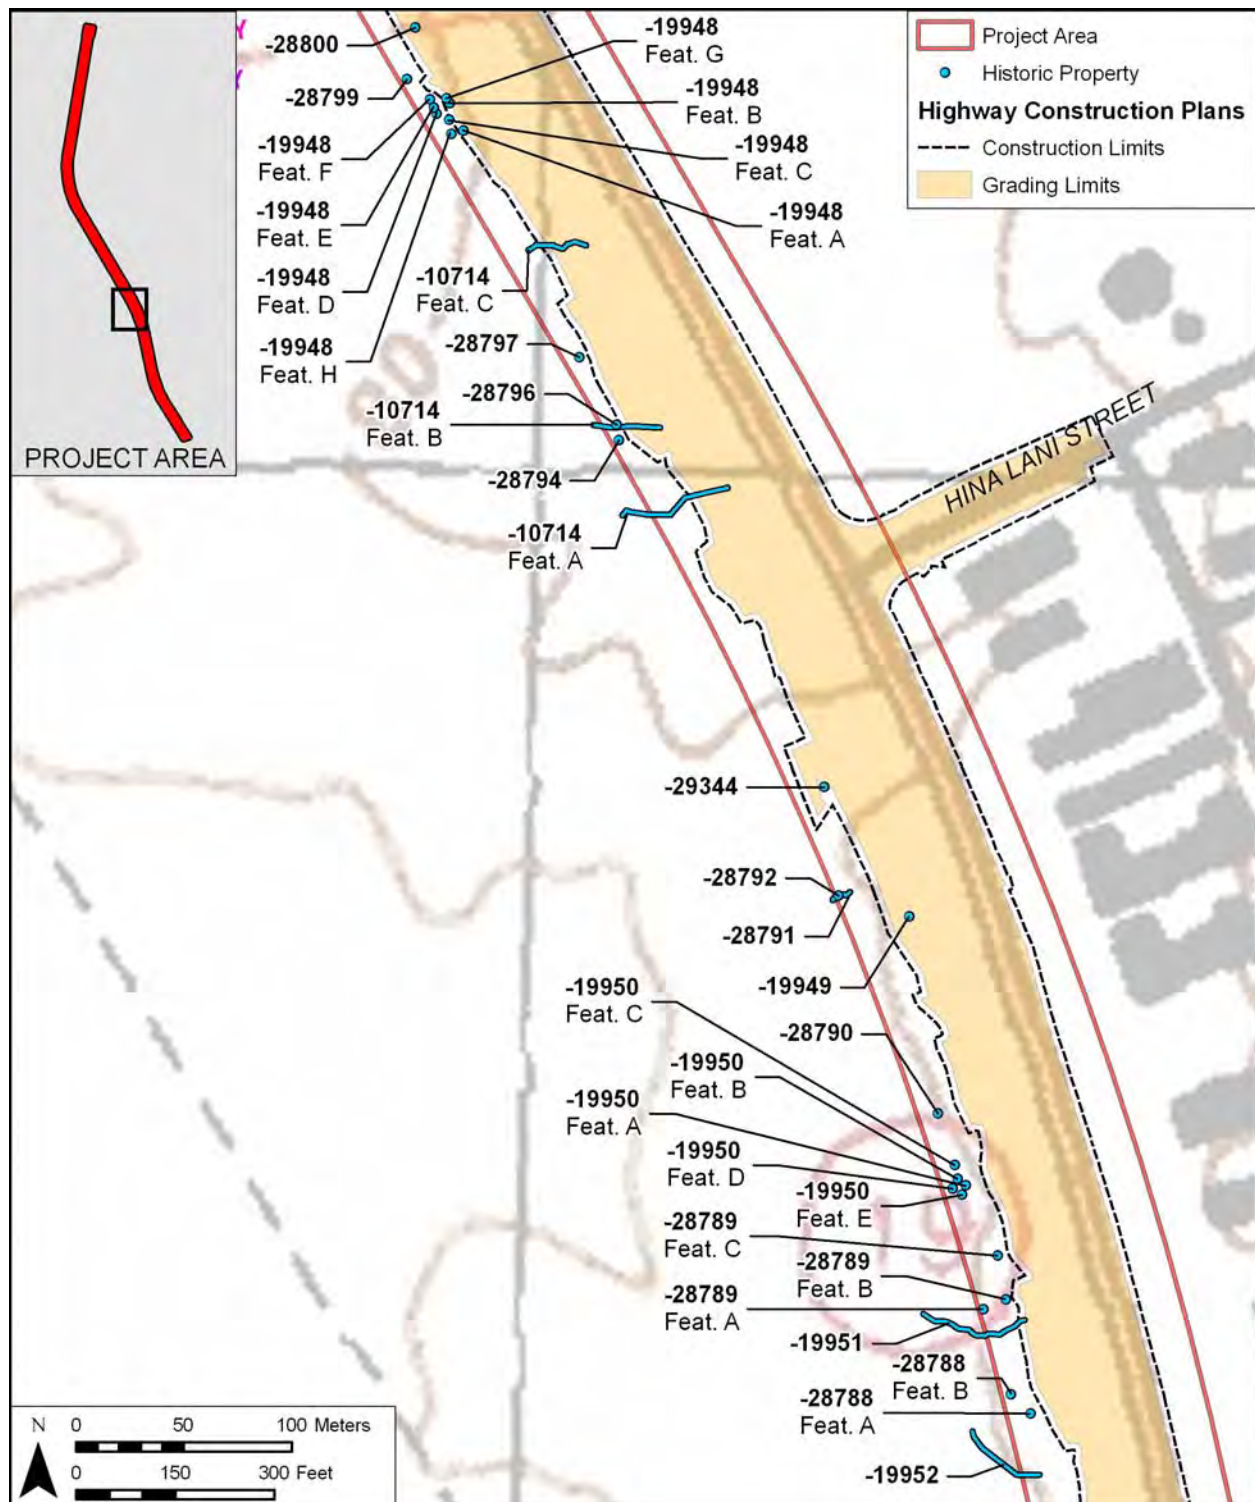 -28800
-19948
Feat. G
Project Area
Historic Property
Highway Construction Plans
Construction Limits
Grading Limits
Y
Y
-28799
-19948
Feat. B
-19948
Feat. F
-19948
Feat. C
-19948
Feat. E
-19948
Feat. A
-19948
Feat. D
-10714
Feat. C
-19948
Feat. H
-28797
-28796
-10714
Feat. B
PROJECT AREA
-28794
HINA LANI STREET
-10714
Feat. A
-29344
-28792
-28791
-19949
-19950
Feat. C
-28790
-19950
Feat. B
-19950
Feat. A
-19950
Feat. D
-19950
Feat. E
-28789
Feat. C
-28789
Feat. B
-28789
Feat. A
-19951
-28788
Feat. B
-28788
Feat. A
-19952
N
0 50 100 Meters
0 150 300 Feet